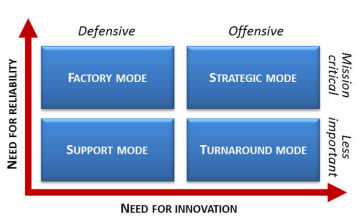 Defensive
Offensive
NEED FOR RELIABILITY
FACTORY MODE
STRATEGIC MODE
Mission
critical
SUPPORT MODE
TURNAROUND MODE
Less
important
NEED FOR INNOVATION